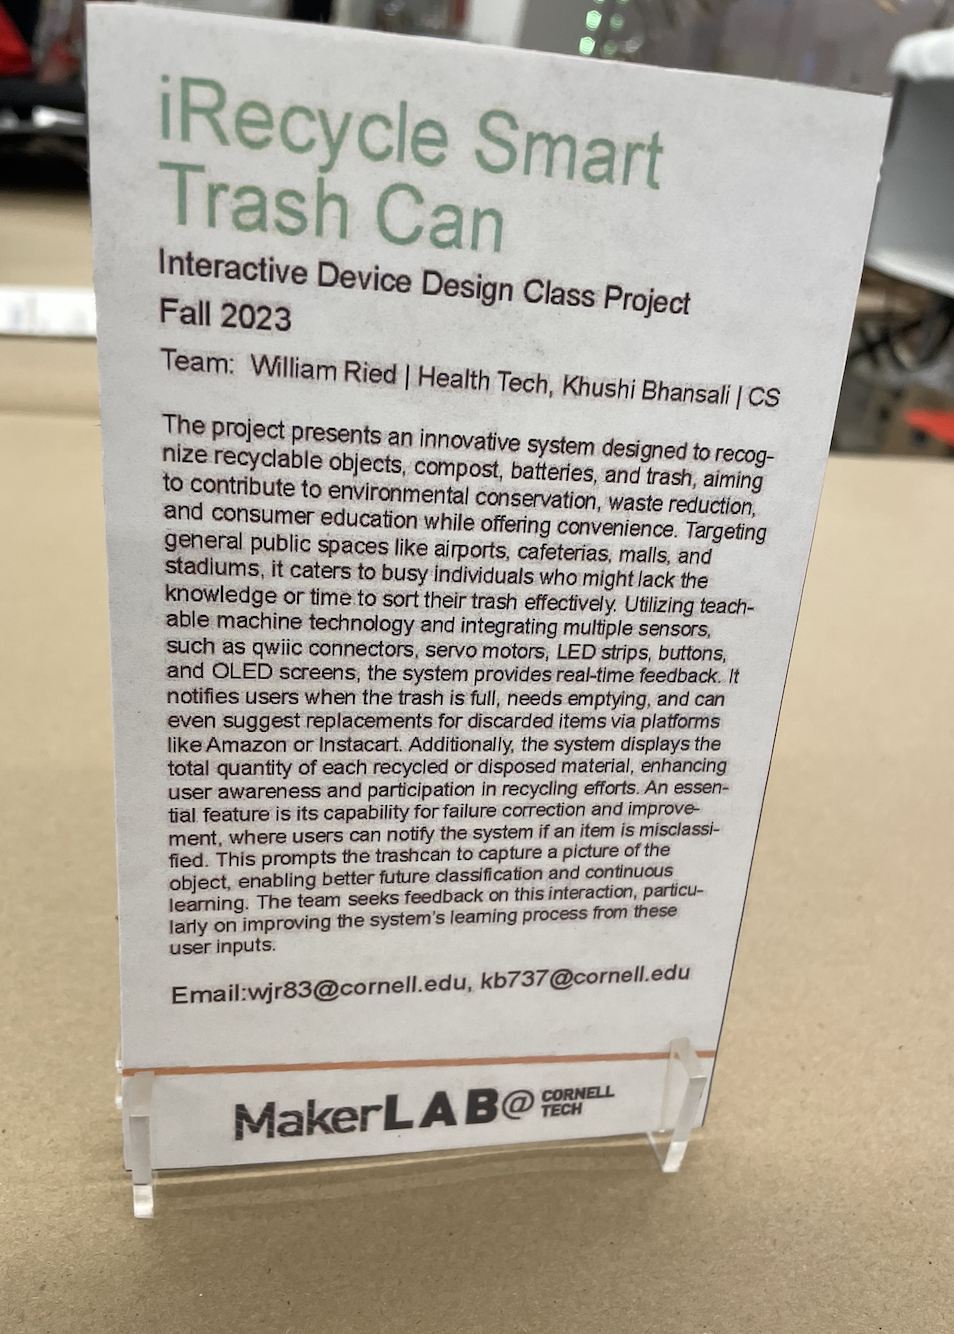 iRecycle Smart
Trash Can
Interactive Device Design Class Project
Fall 2023
Team: William Ried | Health Tech, Khushi Bhansali | CS
The project presents an innovative system designed to recog-
nize recyclable objects, compost, batteries, and trash, aiming
to contribute to environmental conservation, waste reduction,
and consumer education while offering convenience. Targeting
general public spaces like airports, cafeterias, malls, and
stadiums, it caters to busy individuals who might lack the
knowledge or time to sort their trash effectively. Utilizing teach-
able machine technology and integrating multiple sensors,
such as qwiic connectors, servo motors, LED strips, buttons,
and OLED screens, the system provides real-time feedback. It
notifies users when the trash is full, needs emptying, and can
even suggest replacements for discarded items via platforms
like Amazon or Instacart. Additionally, the system displays the
total quantity of each recycled or disposed material, enhancing
user awareness and participation in recycling efforts. An essen-
tial feature is its capability for failure correction and improve-
ment, where users can notify the system if an item is misclassi-
fied. This prompts the trashcan to capture a picture of the
object, enabling better future classification and continuous
learning. The team seeks feedback on this interaction, particu-
larly on improving the system's learning process from these
user inputs.
Email:wjr83@cornell.edu, kb737@cornell.edu
MakerLAB@ CORNELL
TECH